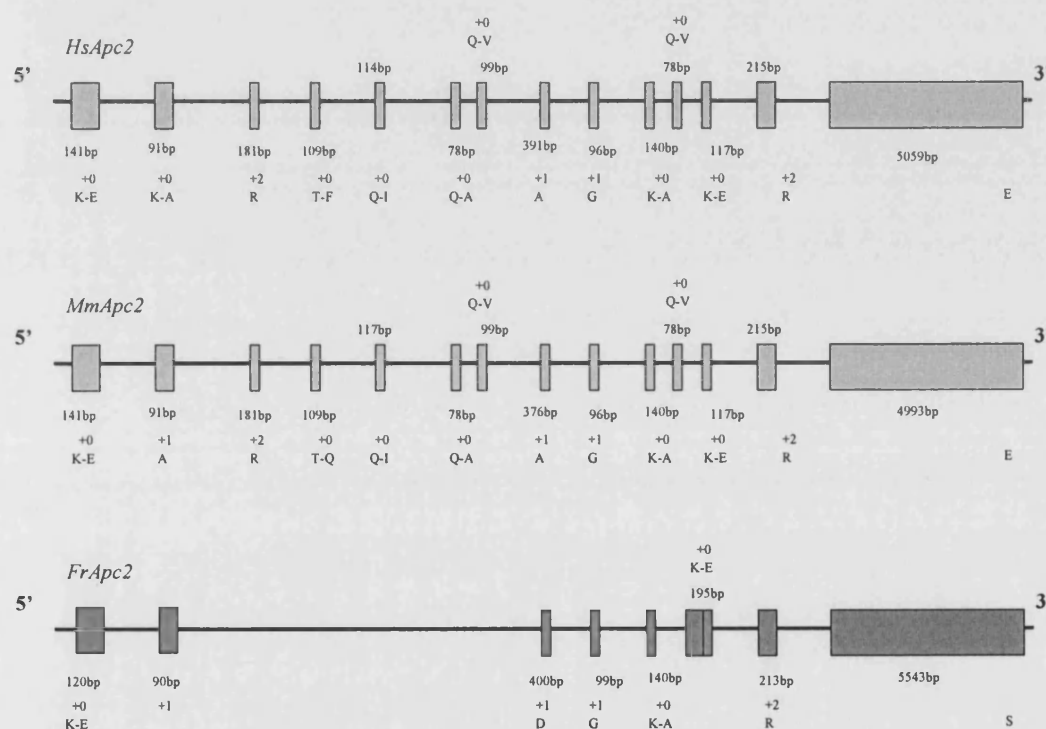 +0 +0
Q-V Q-V
HsApc2
114bp 99bp 78bp 215bp
5’ 3
141bp 91bp 181bp 109bp 78bp 391bp 96bp 140bp 117bp 5059bp
+0 +0 +2 +0 +0 +0 +1 +1 +0 +0 +2
K-E K-A R T-F Q-I Q-A A G K-A K-E R E
+0 +0
Q-V Q-V
MmApc2
117bp 99bp 78bp 215bp
5’ 3
141bp 91bp 181bp 109bp 78bp 376bp 96bp 140bp 117bp 4993bp
+0 +1 +2 +0 +0 +0 +1 +1 +0 +0 +2
K-E A R T-Q Q-I Q-A A G K-A K-E R E
+0
K-E
FrApc2
195bp
5’ 3
120bp 90bp 400bp 99bp 140bp 213bp 5543bp
+0 +1 +1 +1 +0 +2
K-E D G K-A R S